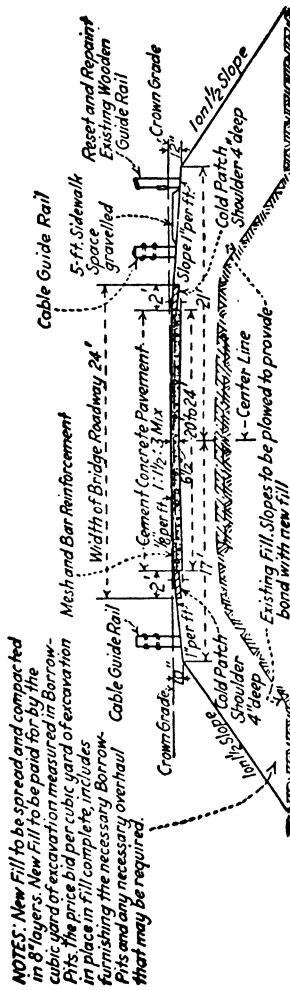 NOTES: New Fill to be spread and compacted
in 8" layers. New Fill to be paid for by the
cubic yard of excavation measured in Borrow-
Pits, the price bid per cubic yard of excavation
in place in fill complete, includes
furnishing the necessary Borrow-
Pits and any necessary overhaul
that may be required.
Mesh and Bar Reinforcement
Cable Guide Rail
Width of Bridge Roadway 24"
Cement Concrete Pavement
1:1½:3 Mix
⅛" per ft.
2'
2'
Cable Guide Rail
5-ft. Sidewalk
Space
gravelled
Reset and Repaint
Existing Wooden
Guide Rail
Crown Grade
Crown Grade
1" per ft.
17'
6½"
20' to 24'
21'
Slope 1" per ft.
12"
1 on 1½ Slope
1 on 1½ Slope
Cold Patch
Shoulder
4" deep
Cold Patch
Shoulder 4" deep
Center Line
Existing Fill. Slopes to be plowed to provide
bond with new fill